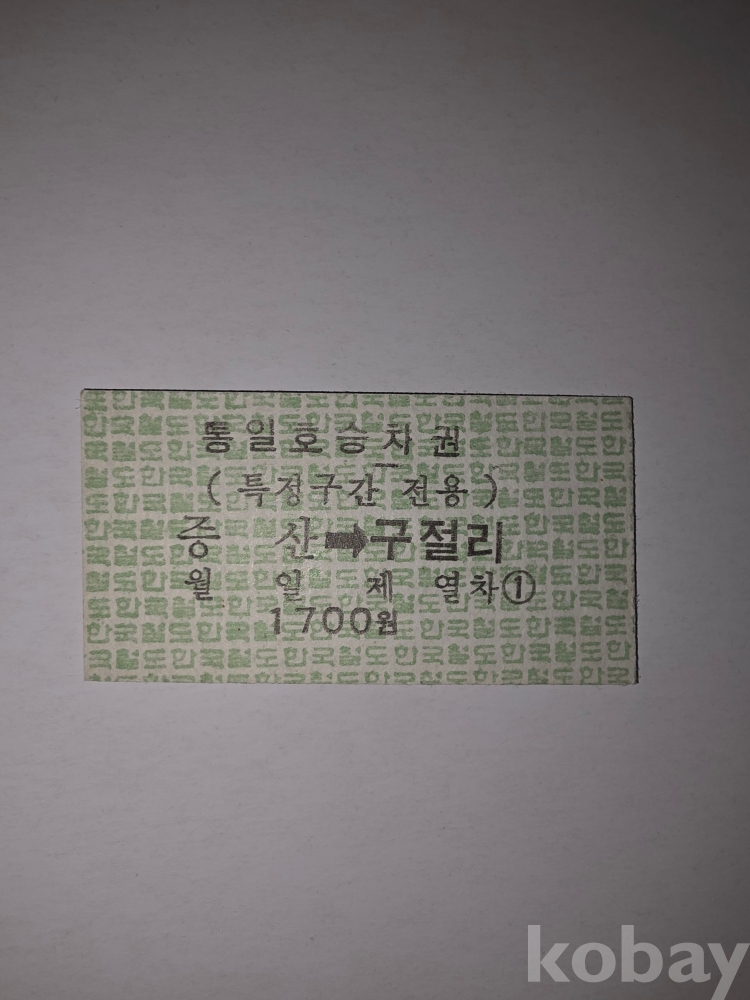 통일호승차권
(특정구간 전용)
증 산➡구절리
월 일 제 열차①
1700원
kobay